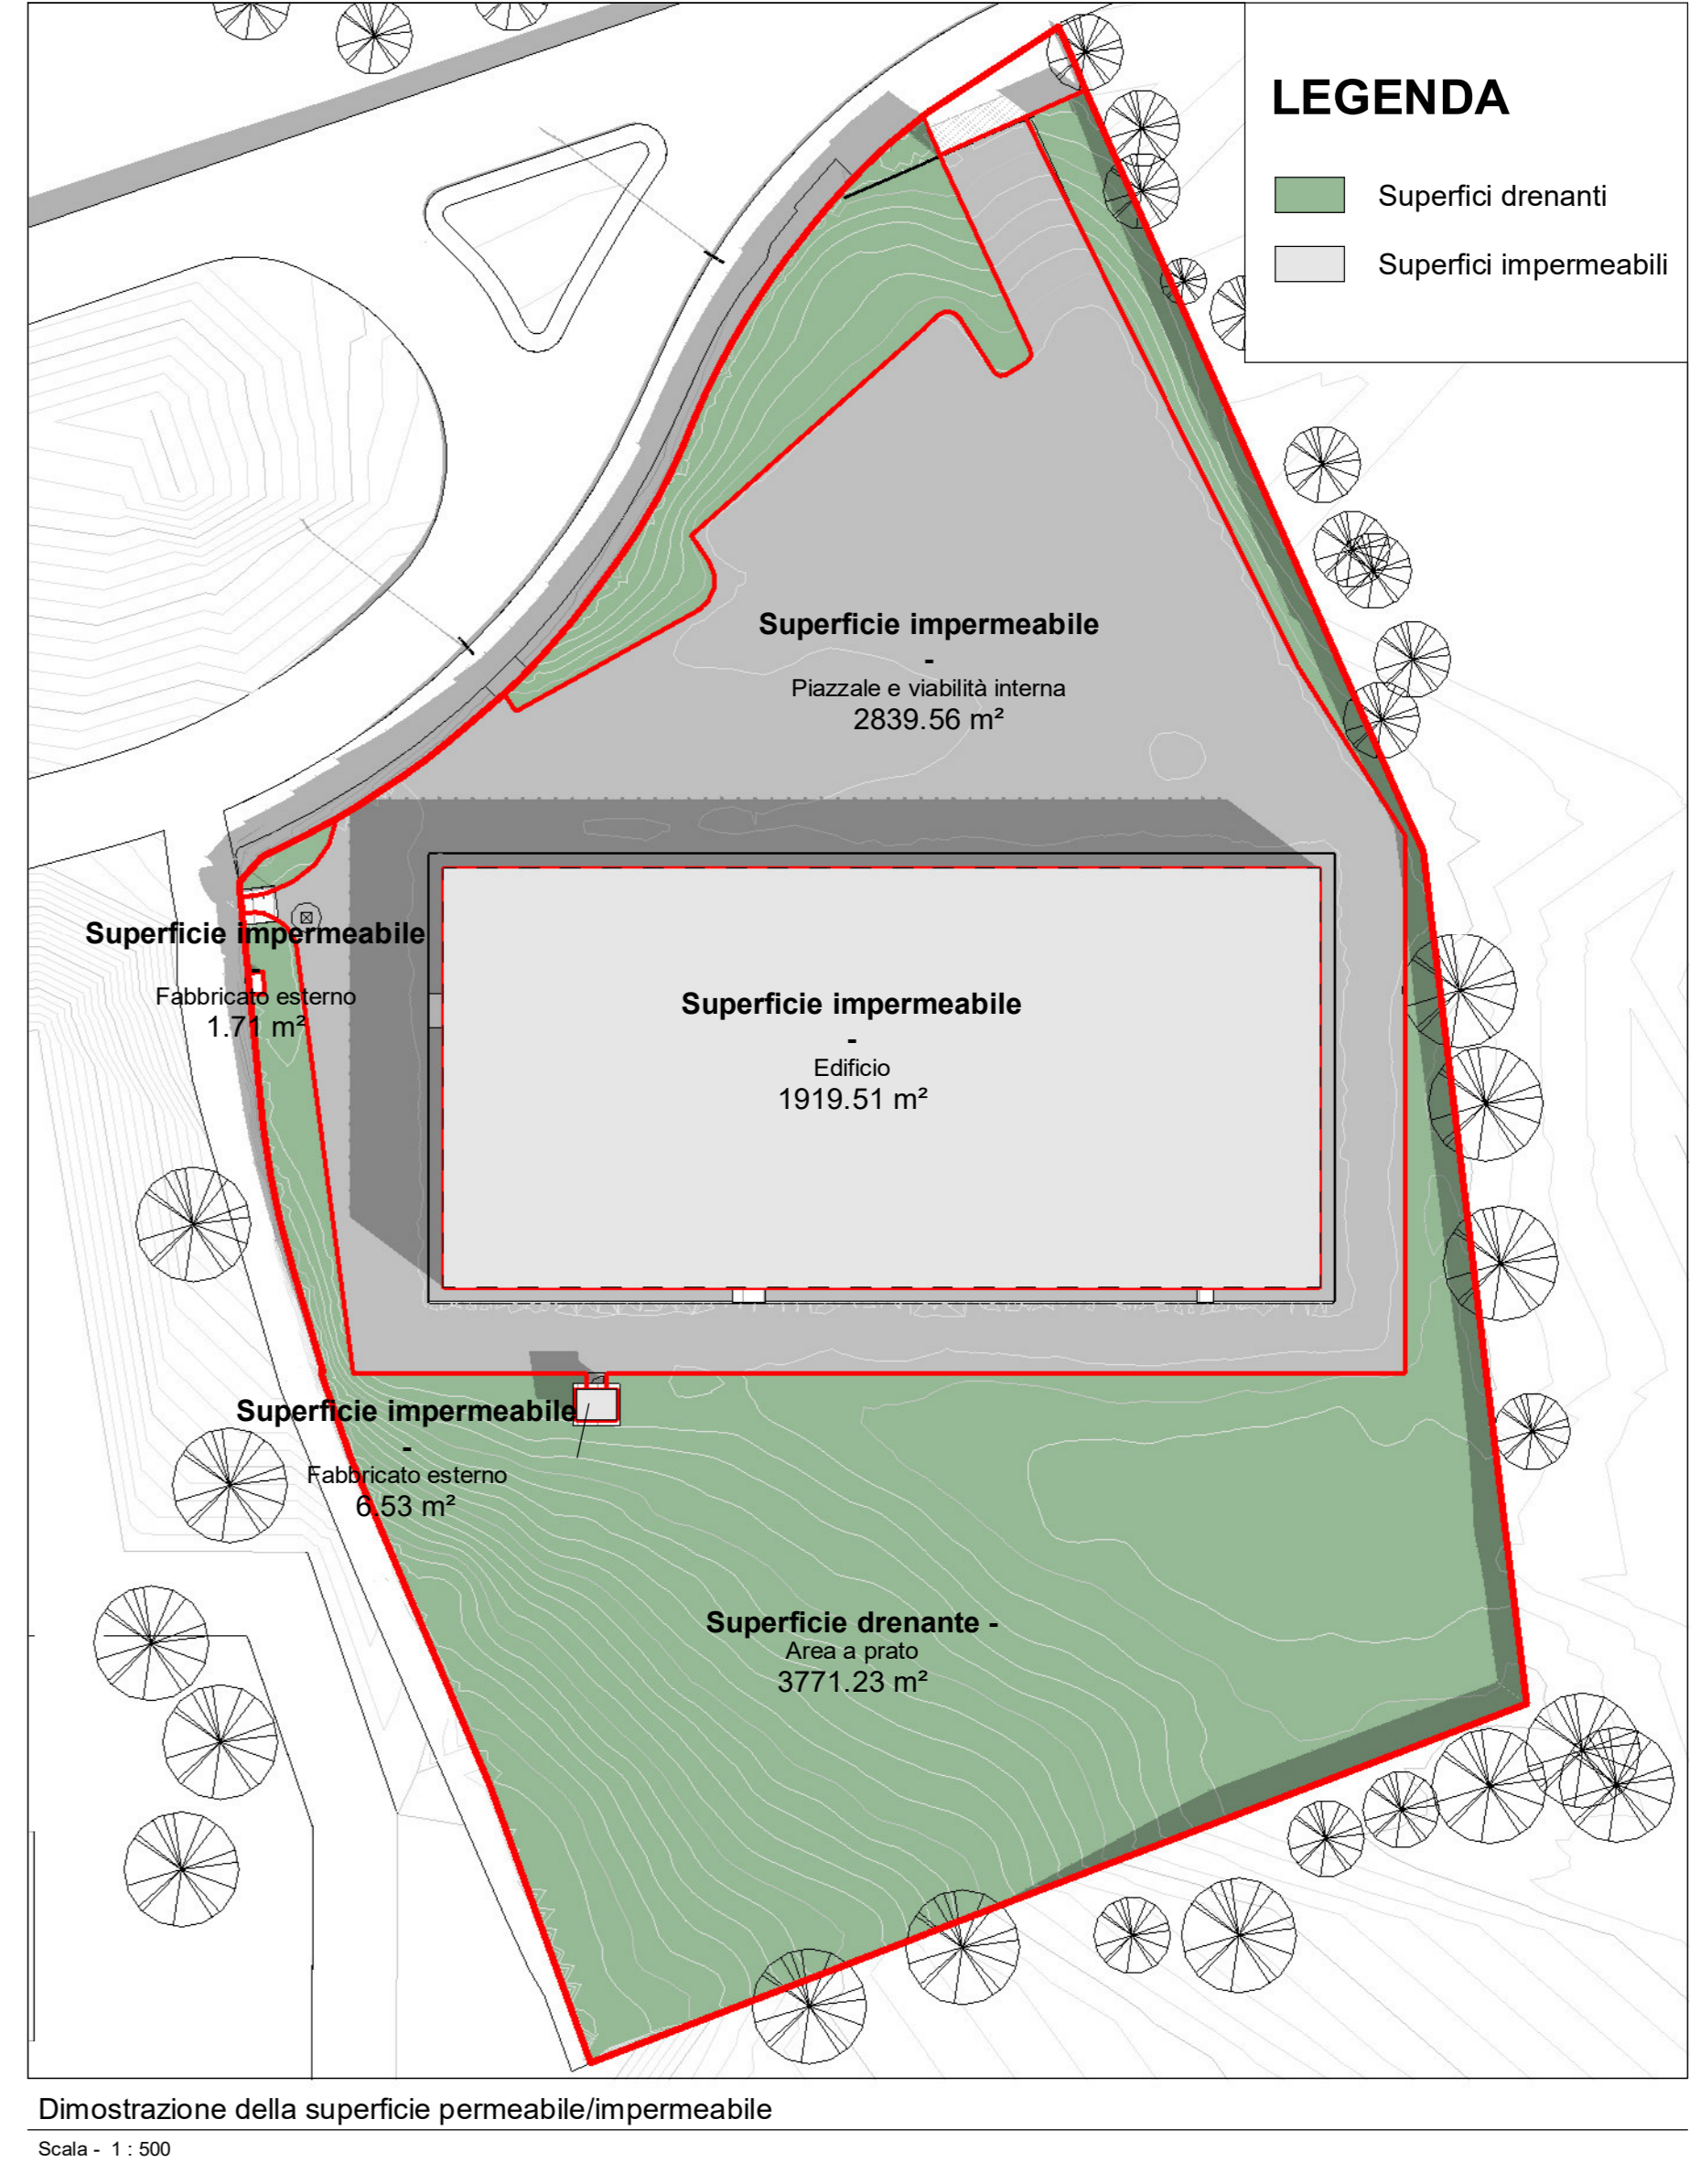 LEGENDA
Superfici drenanti
Superfici impermeabili
Superficie impermeabile
-
Piazzale e viabilità interna
2839.56 m²
Superficie impermeabile
-
Fabbricato esterno
1.71 m²
Superficie impermeabile
-
Edificio
1919.51 m²
Superficie impermeabile
-
Fabbricato esterno
6.53 m²
Superficie drenante -
Area a prato
3771.23 m²
Dimostrazione della superficie permeabile/impermeabile
Scala - 1 : 500